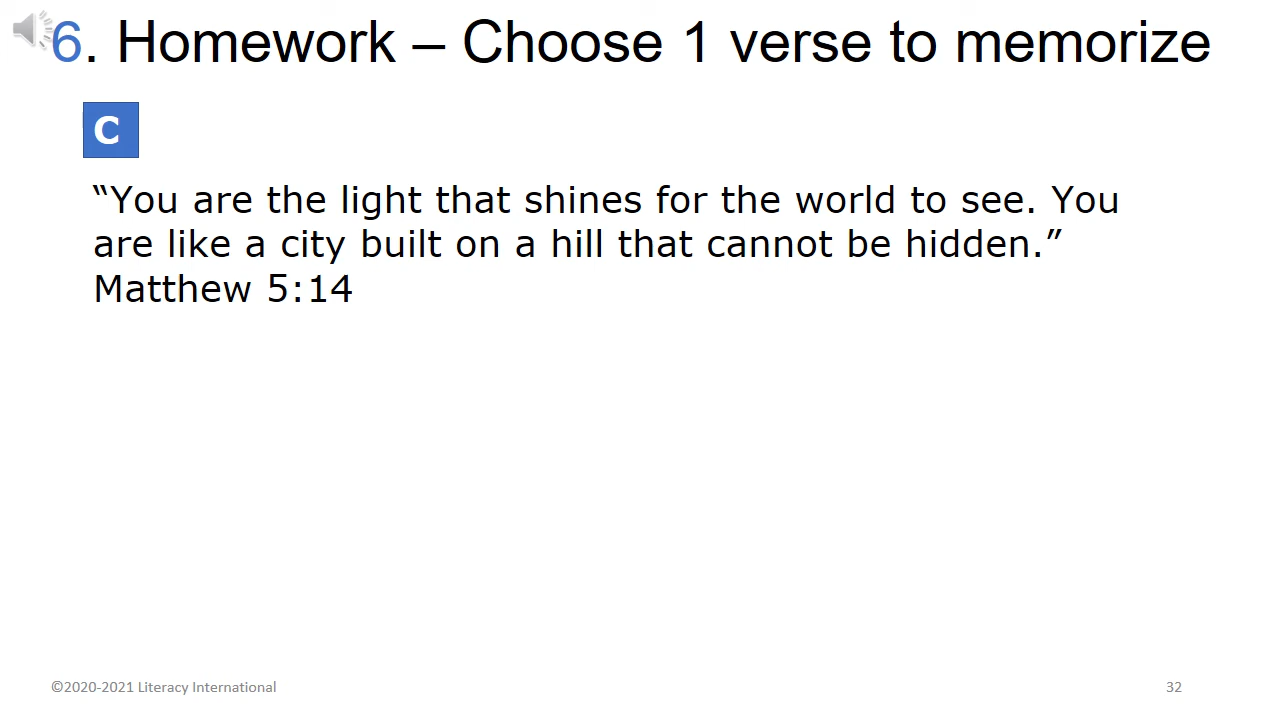 6. Homework – Choose 1 verse to memorize
C
“You are the light that shines for the world to see. You
are like a city built on a hill that cannot be hidden.”
Matthew 5:14
©2020-2021 Literacy International
32